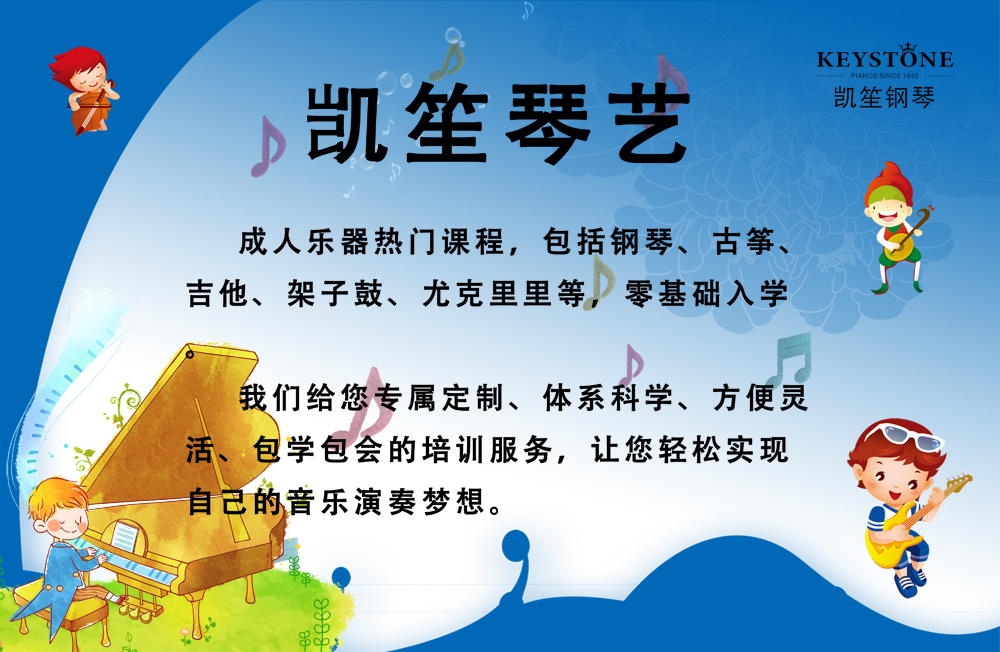 KEYSTONE
PIANOS SINCE 1848
凯笙钢琴
凯笙琴艺
成人乐器热门课程，包括钢琴、古筝、
吉他、架子鼓、尤克里里等，零基础入学
。
我们给您专属定制、体系科学、方便灵
活、包学包会的培训服务，让您轻松实现
自己的音乐演奏梦想。